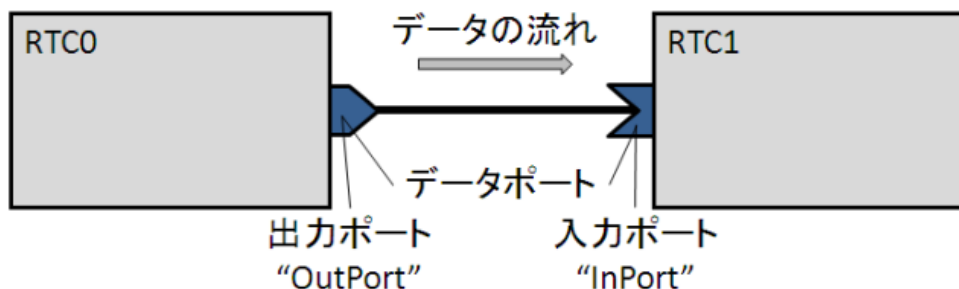 RTC0
データの流れ
RTC1
データポート
出力ポート
“OutPort”
入力ポート
“InPort”